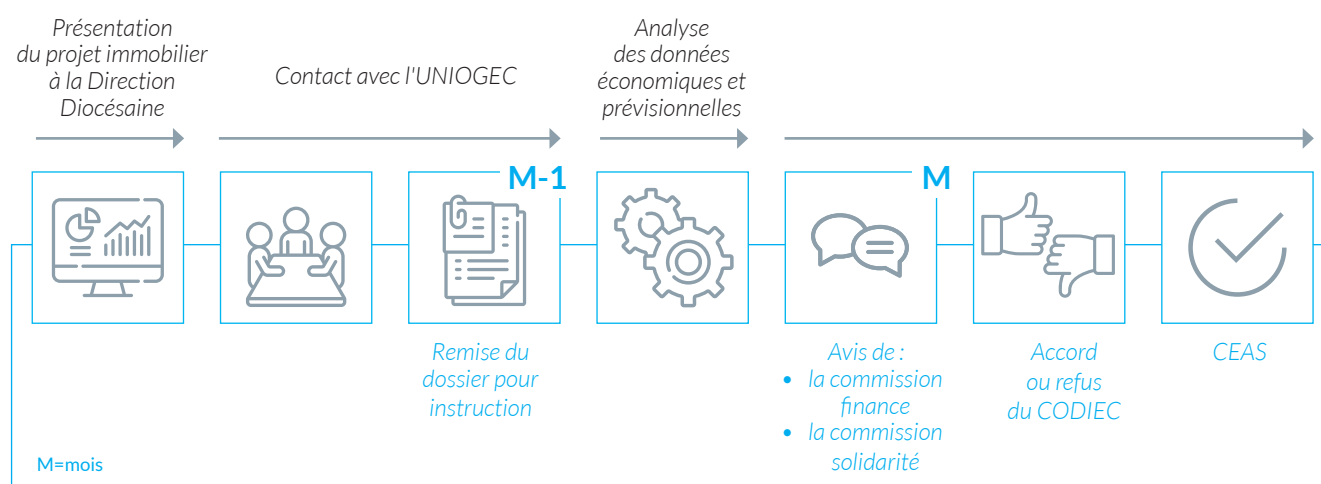 Présentation
du projet immobilier
à la Direction
Diocésaine
Contact avec l'UNIOGEC
Analyse
des données
économiques et
prévisionnelles
M-1
M
Remise du
dossier pour
instruction
Avis de :
• la commission
finance
• la commission
solidarité
Accord
ou refus
du CODIEC
CEAS
M=mois